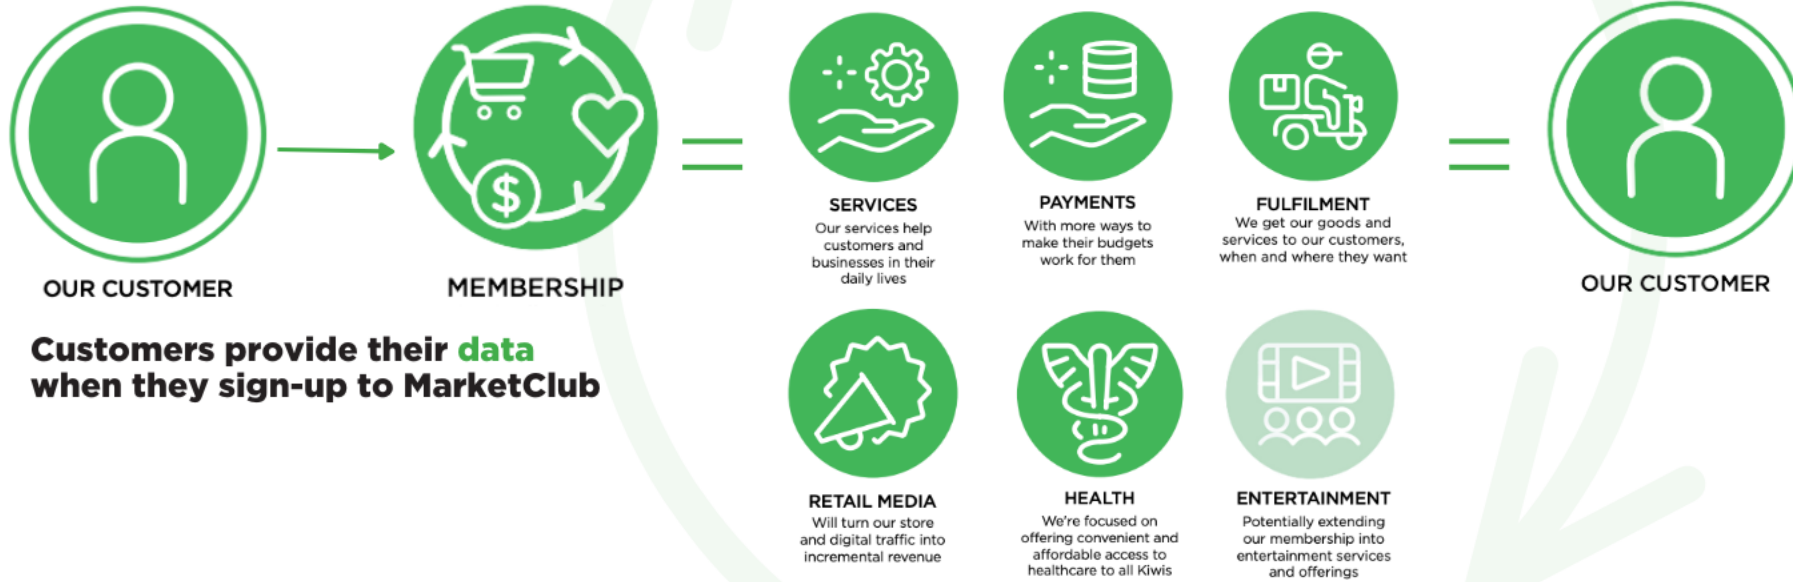 $
OUR CUSTOMER
MEMBERSHIP
Customers provide their data
when they sign-up to MarketClub
SERVICES
Our services help
customers and
businesses in their
daily lives
PAYMENTS
With more ways to
make their budgets
work for them
FULFILMENT
We get our goods and
services to our customers,
when and where they want
RETAIL MEDIA
Will turn our store
and digital traffic into
incremental revenue
HEALTH
We're focused on
offering convenient and
affordable access to
healthcare to all Kiwis
ENTERTAINMENT
Potentially extending
our membership into
entertainment services
and offerings
OUR CUSTOMER